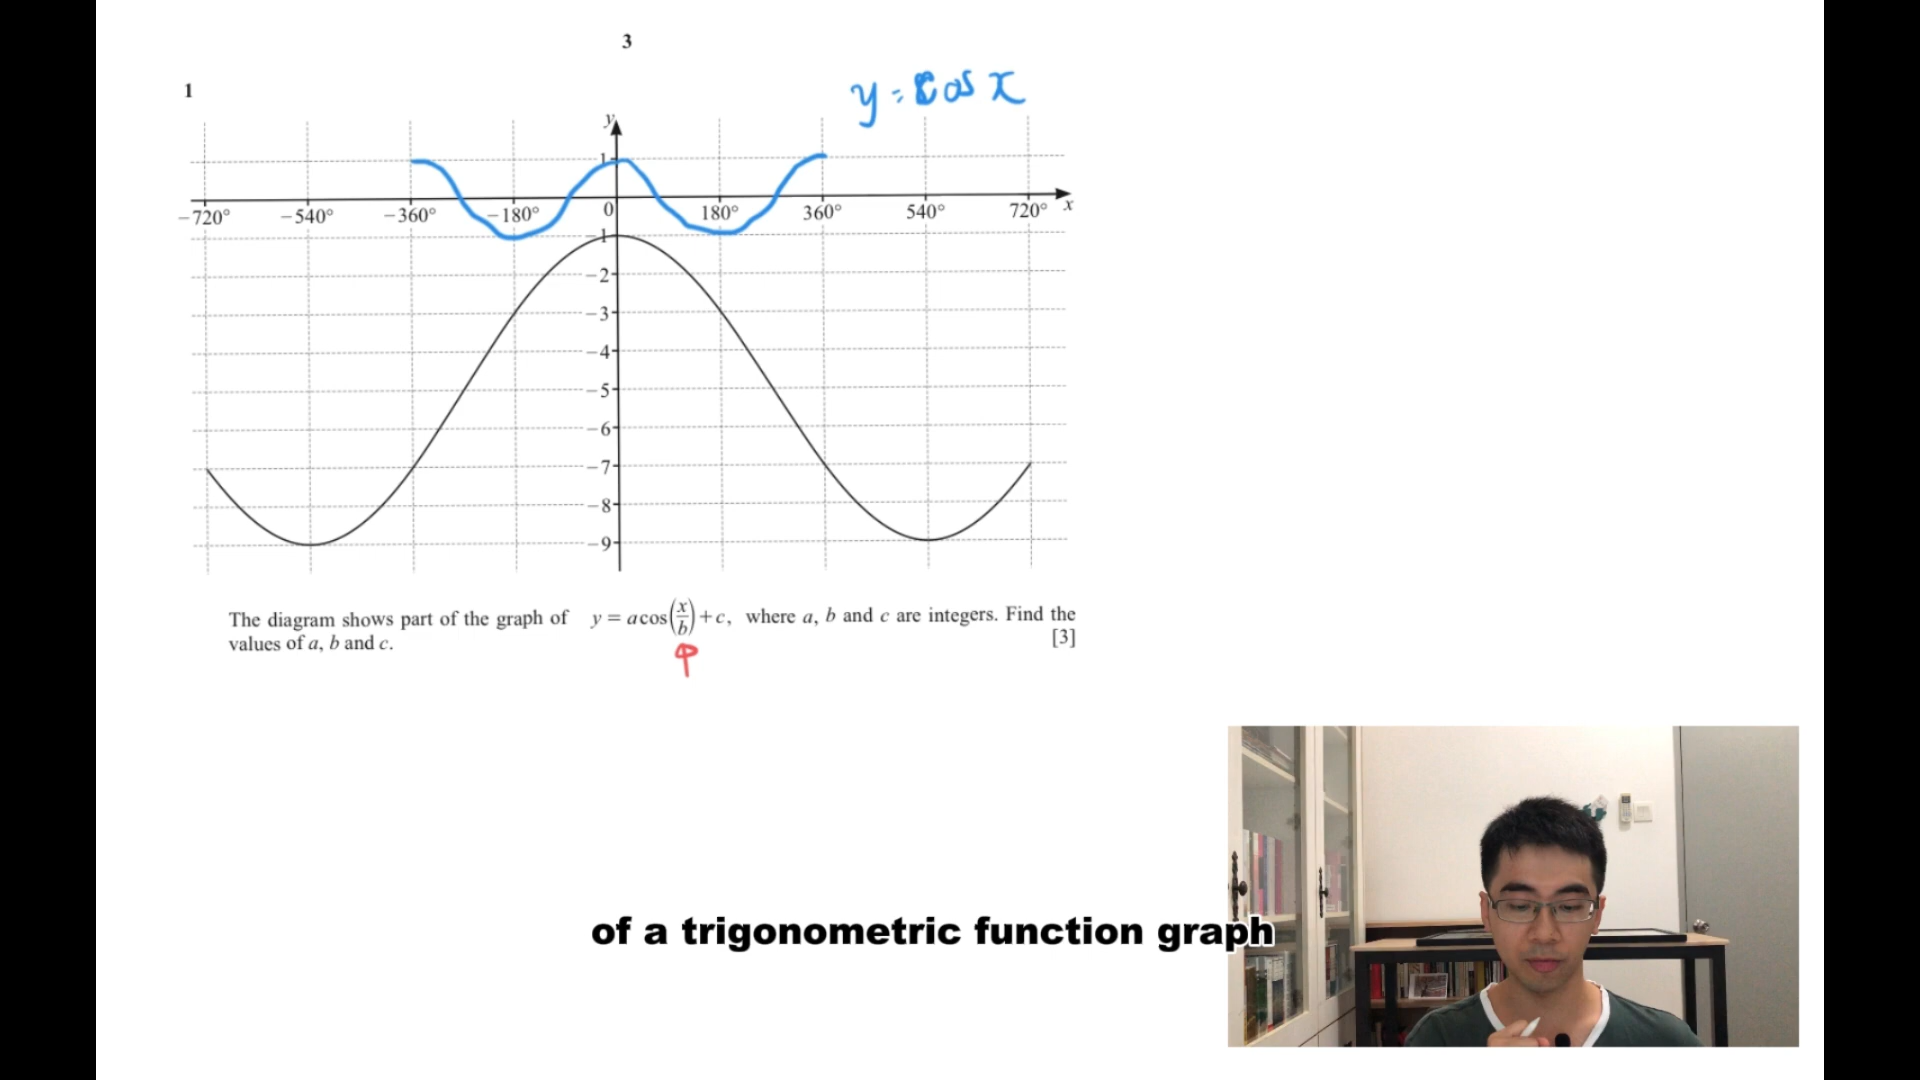 3
1
y = cos x
y
1
−720° −540° −360° −180° 0 180° 360° 540° 720° x
−1
−2
−3
−4
−5
−6
−7
−8
−9
The diagram shows part of the graph of y = a cos(x/b) + c, where a, b and c are integers. Find the
values of a, b and c. [3]
of a trigonometric function graph